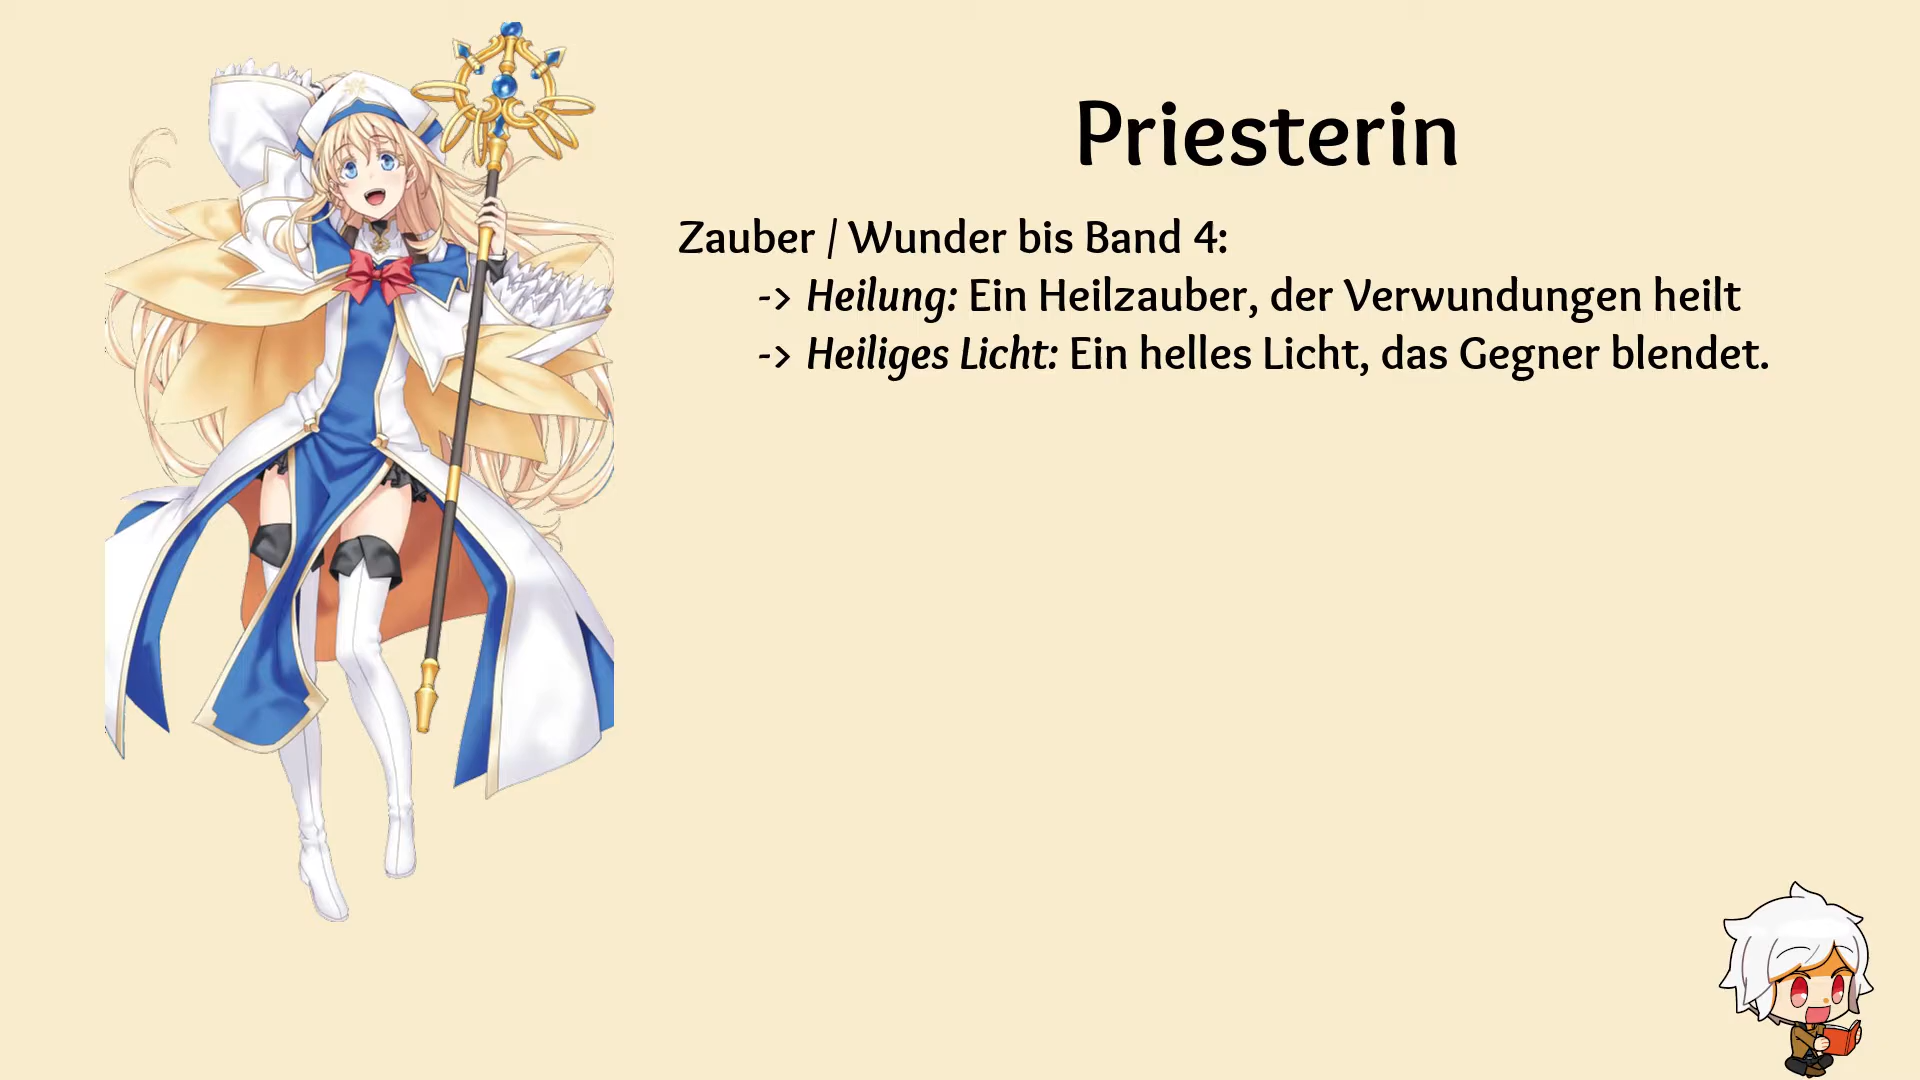 Priesterin
Zauber / Wunder bis Band 4:
-> Heilung: Ein Heilzauber, der Verwundungen heilt
-> Heiliges Licht: Ein helles Licht, das Gegner blendet.